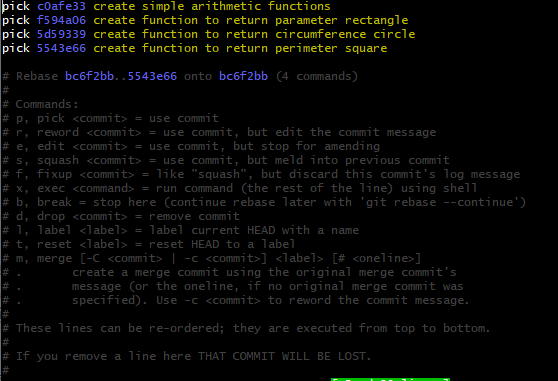 pick c0afe33 create simple arithmetic functions
pick f594a06 create function to return parameter rectangle
pick 5d59339 create function to return circumference circle
pick 5543e66 create function to return perimeter square

# Rebase bc6f2bb..5543e66 onto bc6f2bb (4 commands)
#
# Commands:
# p, pick <commit> = use commit
# r, reword <commit> = use commit, but edit the commit message
# e, edit <commit> = use commit, but stop for amending
# s, squash <commit> = use commit, but meld into previous commit
# f, fixup <commit> = like "squash", but discard this commit's log message
# x, exec <command> = run command (the rest of the line) using shell
# b, break = stop here (continue rebase later with 'git rebase --continue')
# d, drop <commit> = remove commit
# l, label <label> = label current HEAD with a name
# t, reset <label> = reset HEAD to a label
# m, merge [-C <commit> | -c <commit>] <label> [# <oneline>]
# .       create a merge commit using the original merge commit's
# .       message (or the oneline, if no original merge commit was
# .       specified). Use -c <commit> to reword the commit message.
#
# These lines can be re-ordered; they are executed from top to bottom.
#
# If you remove a line here THAT COMMIT WILL BE LOST.
#